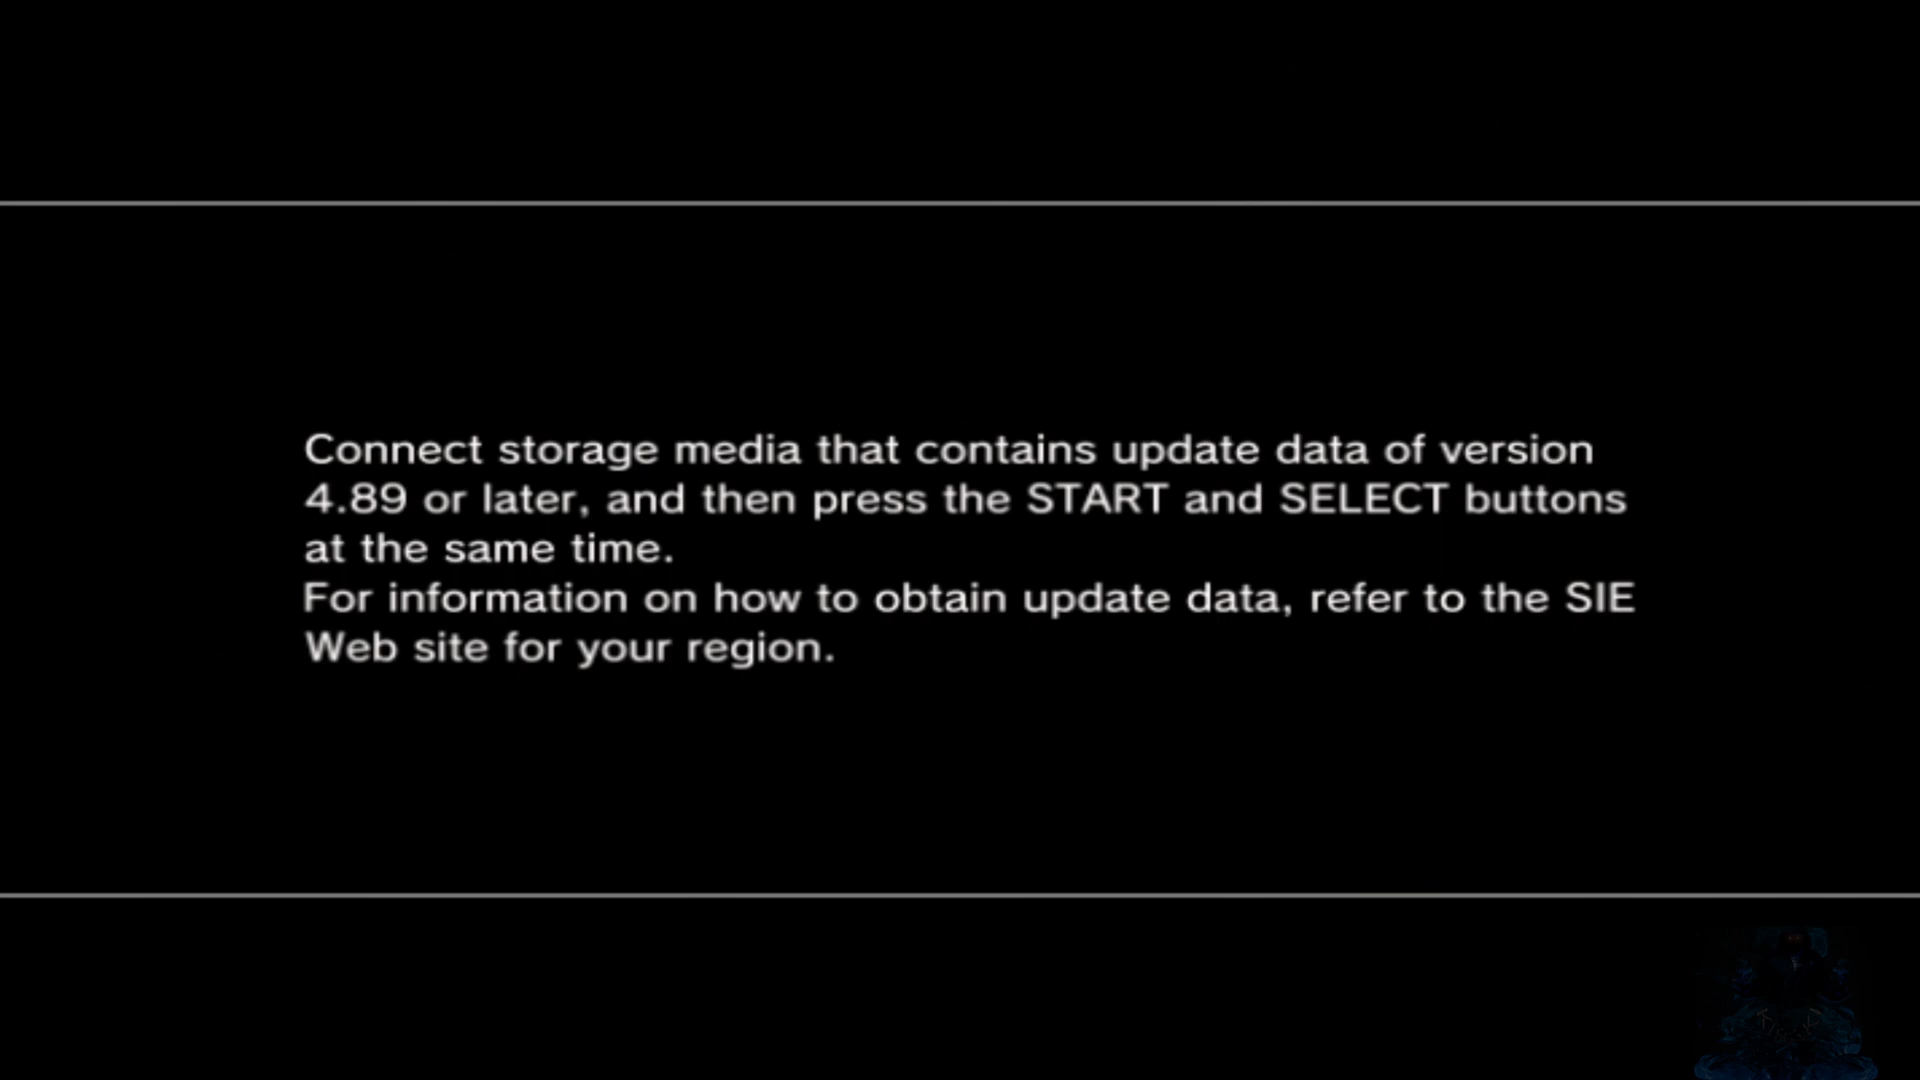 Connect storage media that contains update data of version
4.89 or later, and then press the START and SELECT buttons
at the same time.
For information on how to obtain update data, refer to the SIE
Web site for your region.